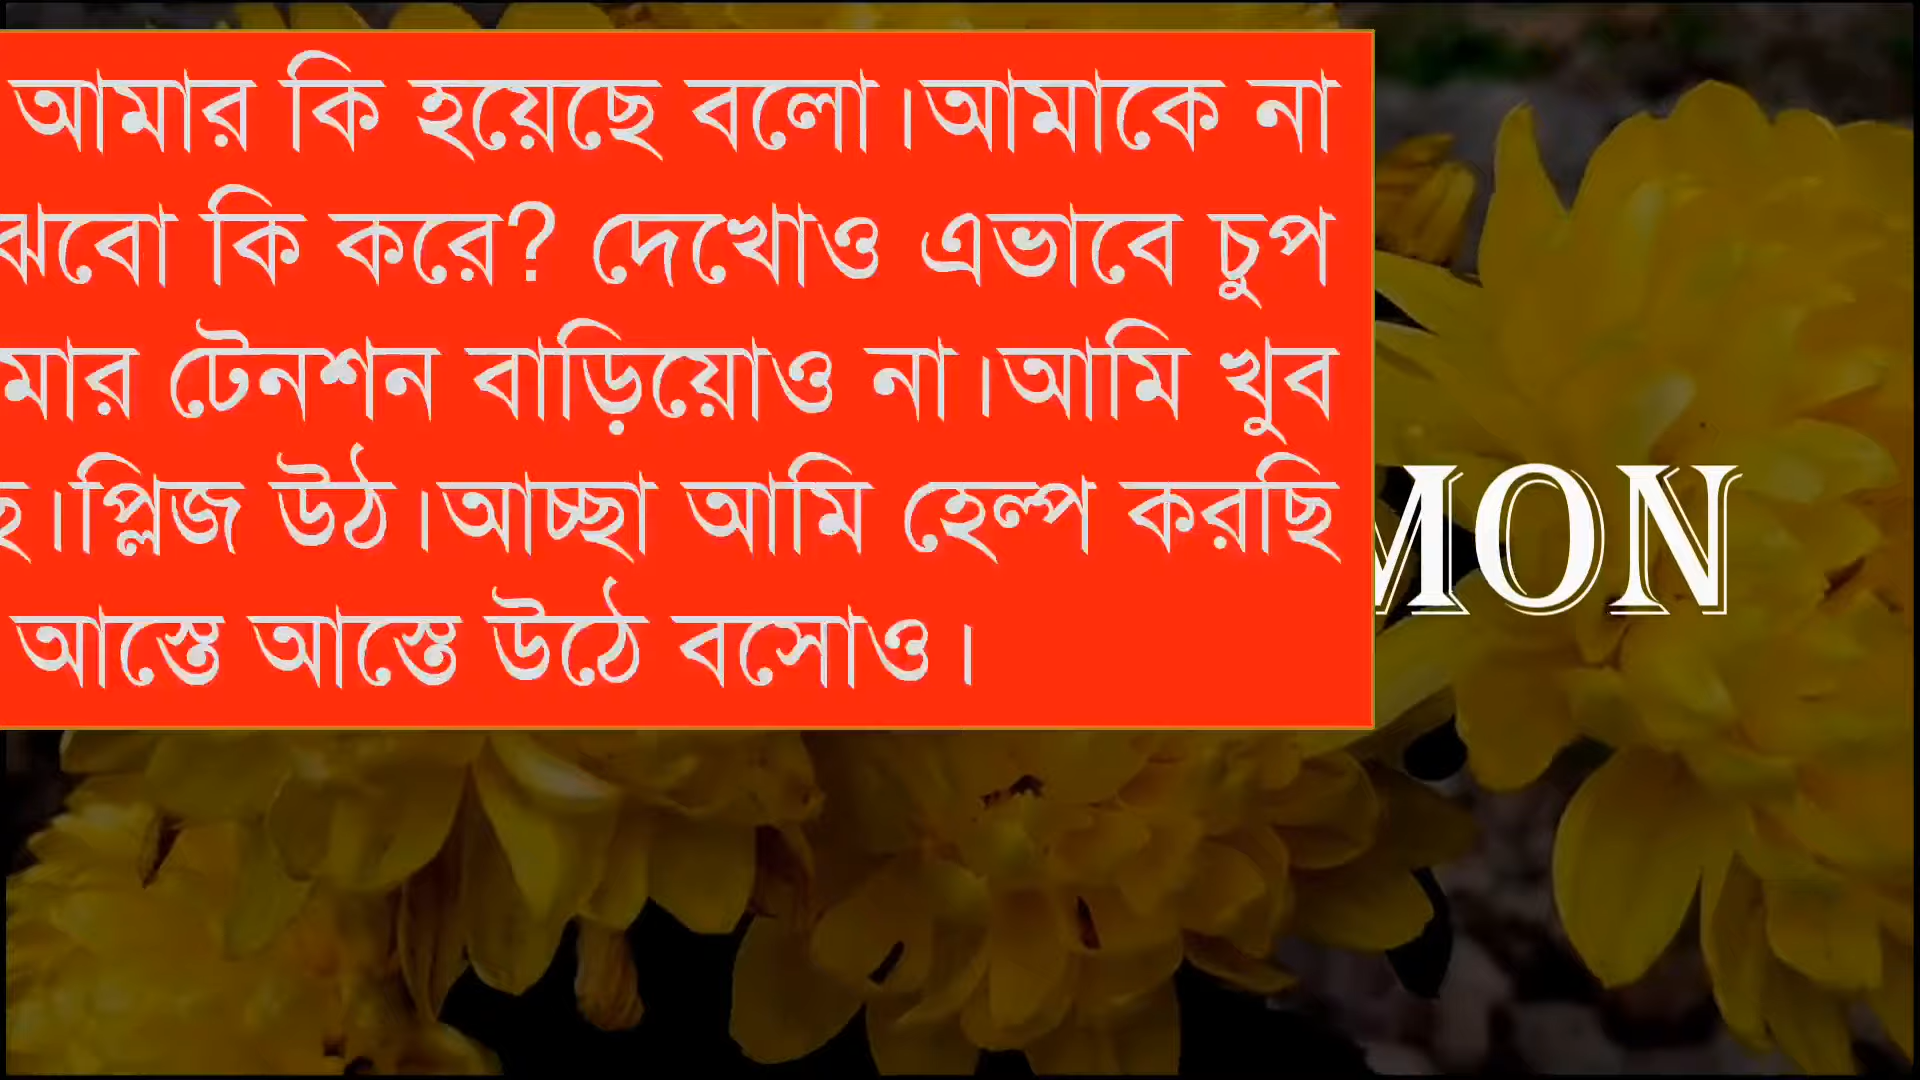 আমার কি হয়েছে বলো।আমাকে না
কি করে? দেখোও এভাবে চুপ
টেনশন বাড়িয়োও না।আমি খুব
প্লিজ উঠ।আচ্ছা আমি হেল্প করছি
আস্তে আস্তে উঠে বসোও।
MON